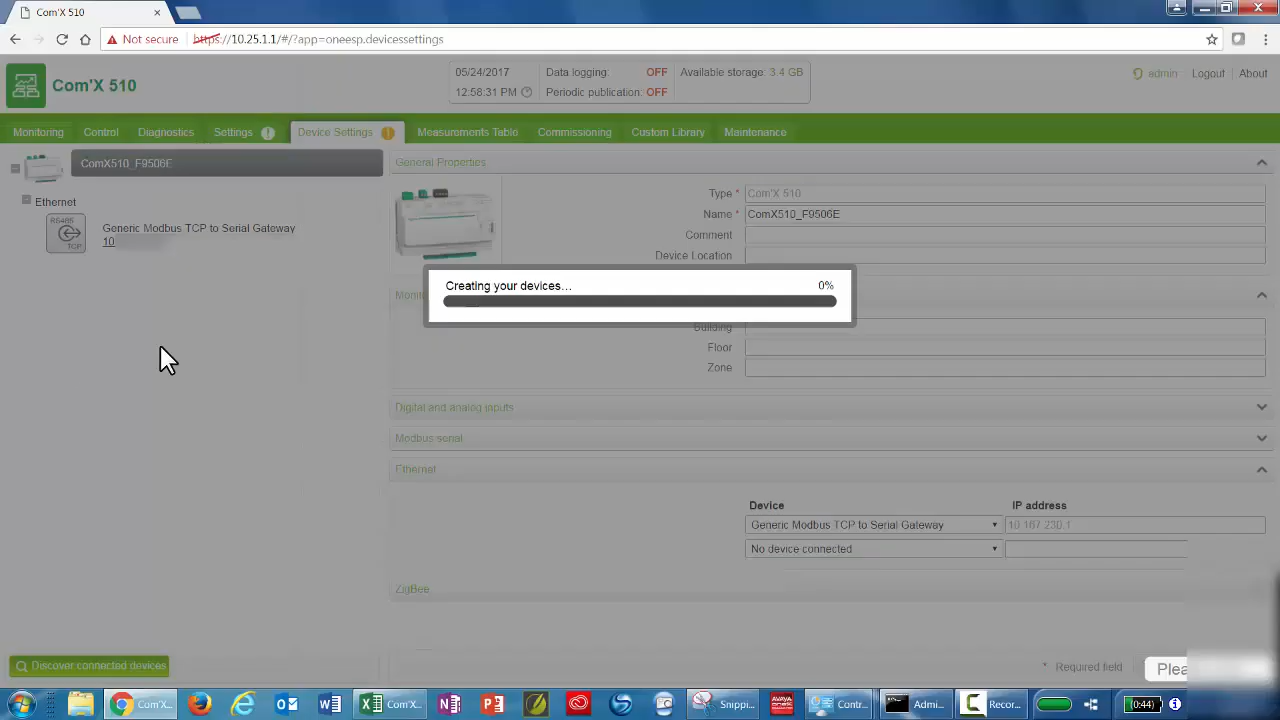 Com'X 510
Not secure https://10.25.1.1/#/?app=oneesp.devicessettings
Com'X 510
05/24/2017
12:58:31 PM
Data logging: OFF
Periodic publication: OFF
Available storage: 3.4 GB
admin Logout About
Monitoring Control Diagnostics Settings Device Settings Measurements Table Commissioning Custom Library Maintenance
ComX510_F9506E
Ethernet
RS485
TCP
Generic Modbus TCP to Serial Gateway
10
General Properties
Type * Com'X 510
Name * ComX510_F9506E
Comment
Device Location
Creating your devices... 0%
Building
Floor
Zone
Digital and analog inputs
Modbus serial
Ethernet
Device IP address
Generic Modbus TCP to Serial Gateway 10.167.230.1
No device connected
ZigBee
Discover connected devices
* Required field
Com'X... Com'X... Snippi... Contr... Admi... Recor... 0:44